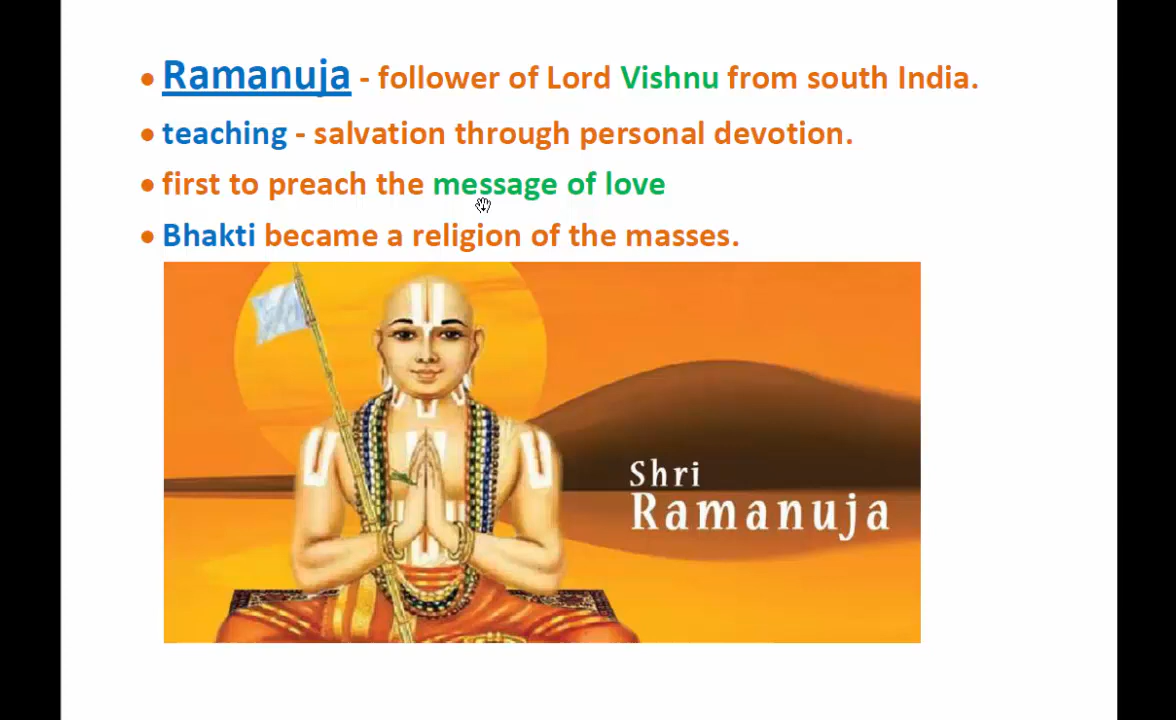 • Ramanuja - follower of Lord Vishnu from south India.
• teaching - salvation through personal devotion.
• first to preach the message of love
• Bhakti became a religion of the masses.
Shri
Ramanuja